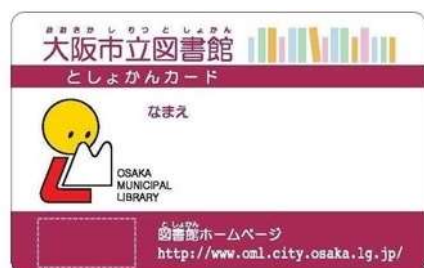 おおさかしりつとしょかん
大阪市立図書館
としょかんカード
なまえ
OSAKA
MUNICIPAL
LIBRARY
としょかん
図書館ホームページ
http://www.oml.city.osaka.lg.jp/